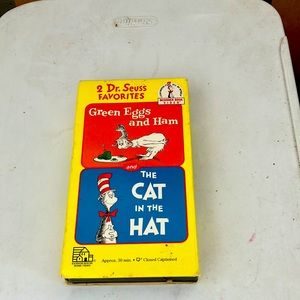 2 Dr. Seuss
FAVORITES
VIDEO
Green Eggs
and Ham
and
THE
CAT
IN THE
HAT
Approx. 30 min. • Closed Captioned